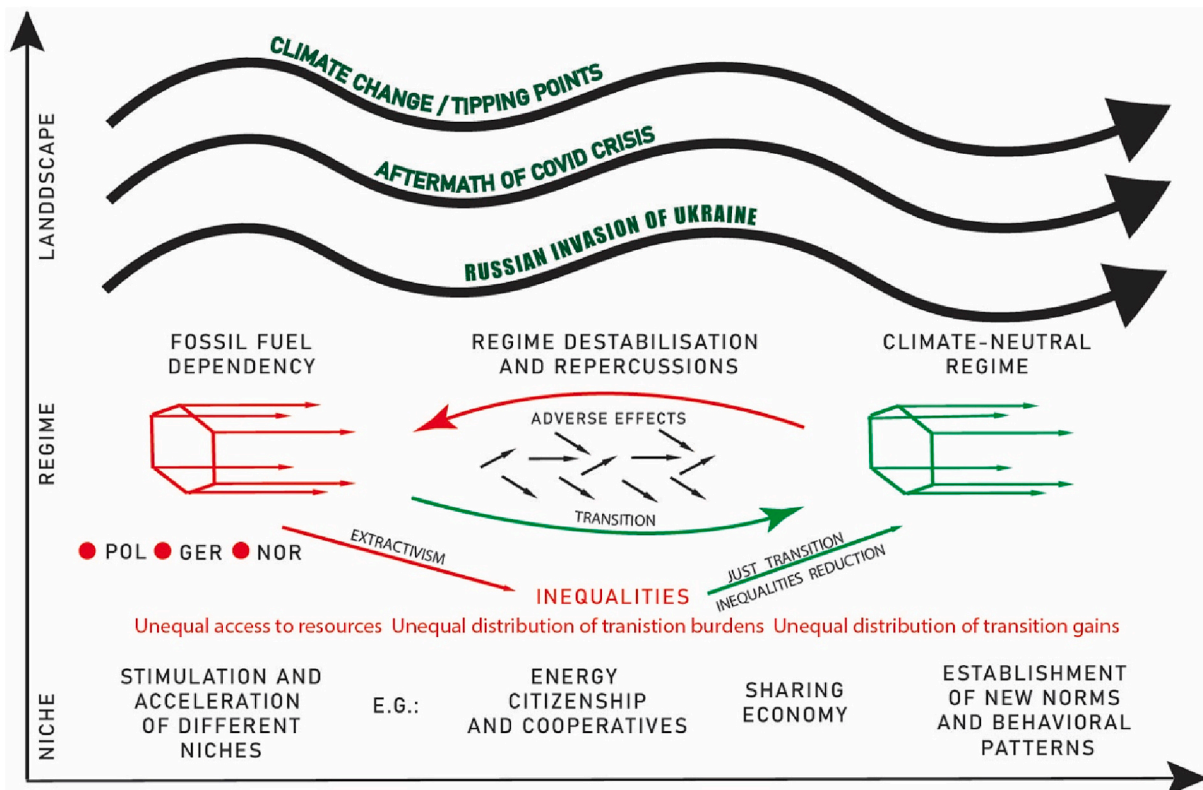 LANDDSCAPE
CLIMATE CHANGE / TIPPING POINTS
AFTERMATH OF COVID CRISIS
RUSSIAN INVASION OF UKRAINE
REGIME
FOSSIL FUEL
DEPENDENCY
REGIME DESTABILISATION
AND REPERCUSSIONS
CLIMATE-NEUTRAL
REGIME
ADVERSE EFFECTS
TRANSITION
POL GER NOR
EXTRACTIVISM
JUST TRANSITION
INEQUALITIES REDUCTION
INEQUALITIES
Unequal access to resources Unequal distribution of tranistion burdens Unequal distribution of transition gains
NICHE
STIMULATION AND
ACCELERATION
OF DIFFERENT
NICHES
E.G.:
ENERGY
CITIZENSHIP
AND COOPERATIVES
SHARING
ECONOMY
ESTABLISHMENT
OF NEW NORMS
AND BEHAVIORAL
PATTERNS